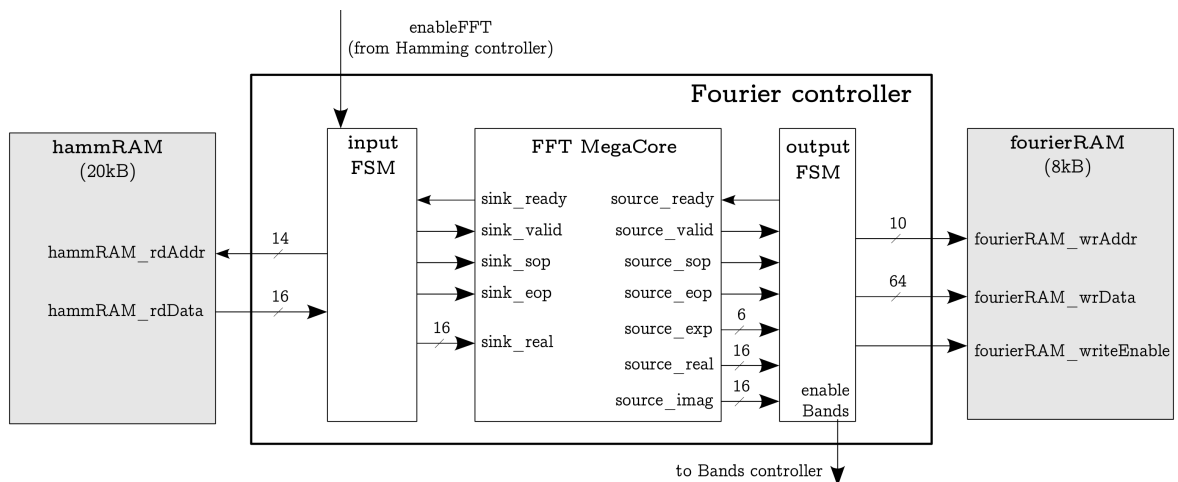 enableFFT
(from Hamming controller)
Fourier controller
hammRAM
(20kB)
hammRAM_rdAddr
14
hammRAM_rdData
16
input
FSM
16
FFT MegaCore
sink_ready
sink_valid
sink_sop
sink_eop
sink_real
source_ready
source_valid
source_sop
source_eop
source_exp
6
source_real
16
source_imag
16
output
FSM
enable
Bands
10
64
fourierRAM
(8kB)
fourierRAM_wrAddr
fourierRAM_wrData
fourierRAM_writeEnable
to Bands controller